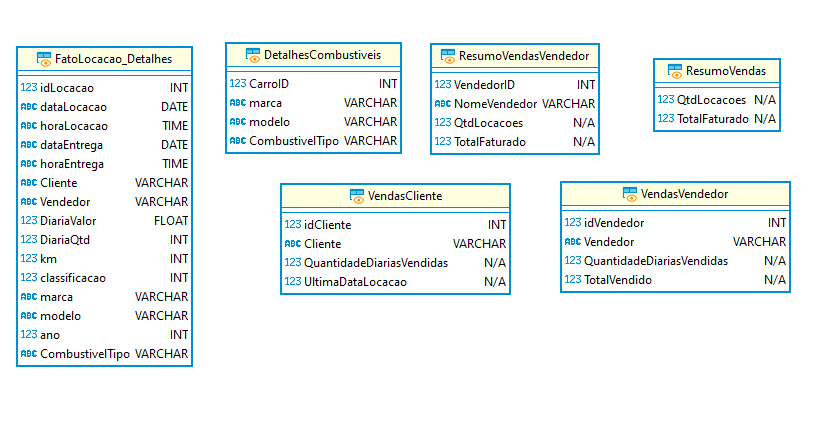 FatoLocacao_Detalhes
123 idLocacao INT
ABC dataLocacao DATE
ABC horaLocacao TIME
ABC dataEntrega DATE
ABC horaEntrega TIME
ABC Cliente VARCHAR
ABC Vendedor VARCHAR
123 DiariaValor FLOAT
123 DiariaQtd INT
123 km INT
123 classificacao INT
ABC marca VARCHAR
ABC modelo VARCHAR
123 ano INT
ABC CombustivelTipo VARCHAR
DetalhesCombustiveis
123 CarroID INT
ABC marca VARCHAR
ABC modelo VARCHAR
ABC CombustivelTipo VARCHAR
ResumoVendasVendedor
123 VendedorID INT
ABC NomeVendedor VARCHAR
123 QtdLocacoes N/A
123 TotalFaturado N/A
ResumoVendas
123 QtdLocacoes N/A
123 TotalFaturado N/A
VendasCliente
123 idCliente INT
ABC Cliente VARCHAR
123 QuantidadeDiariasVendidas N/A
123 UltimaDataLocacao N/A
VendasVendedor
123 idVendedor INT
ABC Vendedor VARCHAR
123 QuantidadeDiariasVendidas N/A
123 TotalVendido N/A